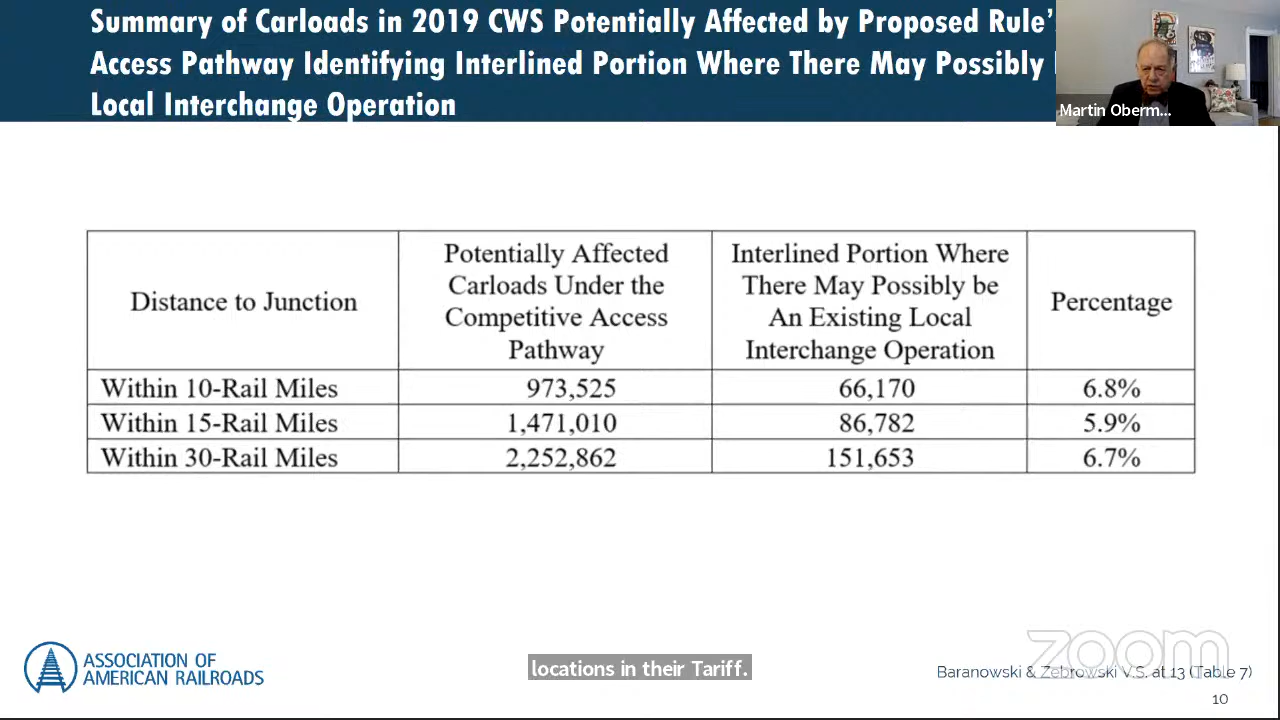 Summary of Carloads in 2019 CWS Potentially Affected by Proposed Rule'
Access Pathway Identifying Interlined Portion Where There May Possibly
Local Interchange Operation
Martin Oberm...
Distance to Junction
Potentially Affected
Carloads Under the
Competitive Access
Pathway
Interlined Portion Where
There May Possibly be
An Existing Local
Interchange Operation
Percentage
Within 10-Rail Miles 973,525 66,170 6.8%
Within 15-Rail Miles 1,471,010 86,782 5.9%
Within 30-Rail Miles 2,252,862 151,653 6.7%
ASSOCIATION OF
AMERICAN RAILROADS
locations in their Tariff.
zoom
Baranowski & Zebrowski V.S. at 13 (Table 7)
10